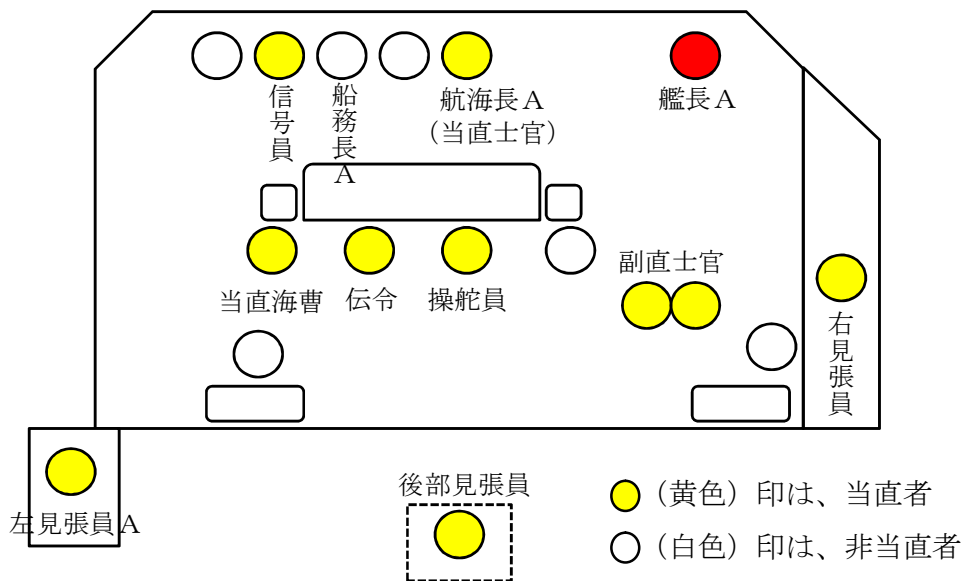 信号員
船務長A
航海長A
(当直士官)
艦長A
当直海曹
伝令
操舵員
副直士官
右見張員
左見張員A
後部見張員
(黄色)印は、当直者
(白色)印は、非当直者